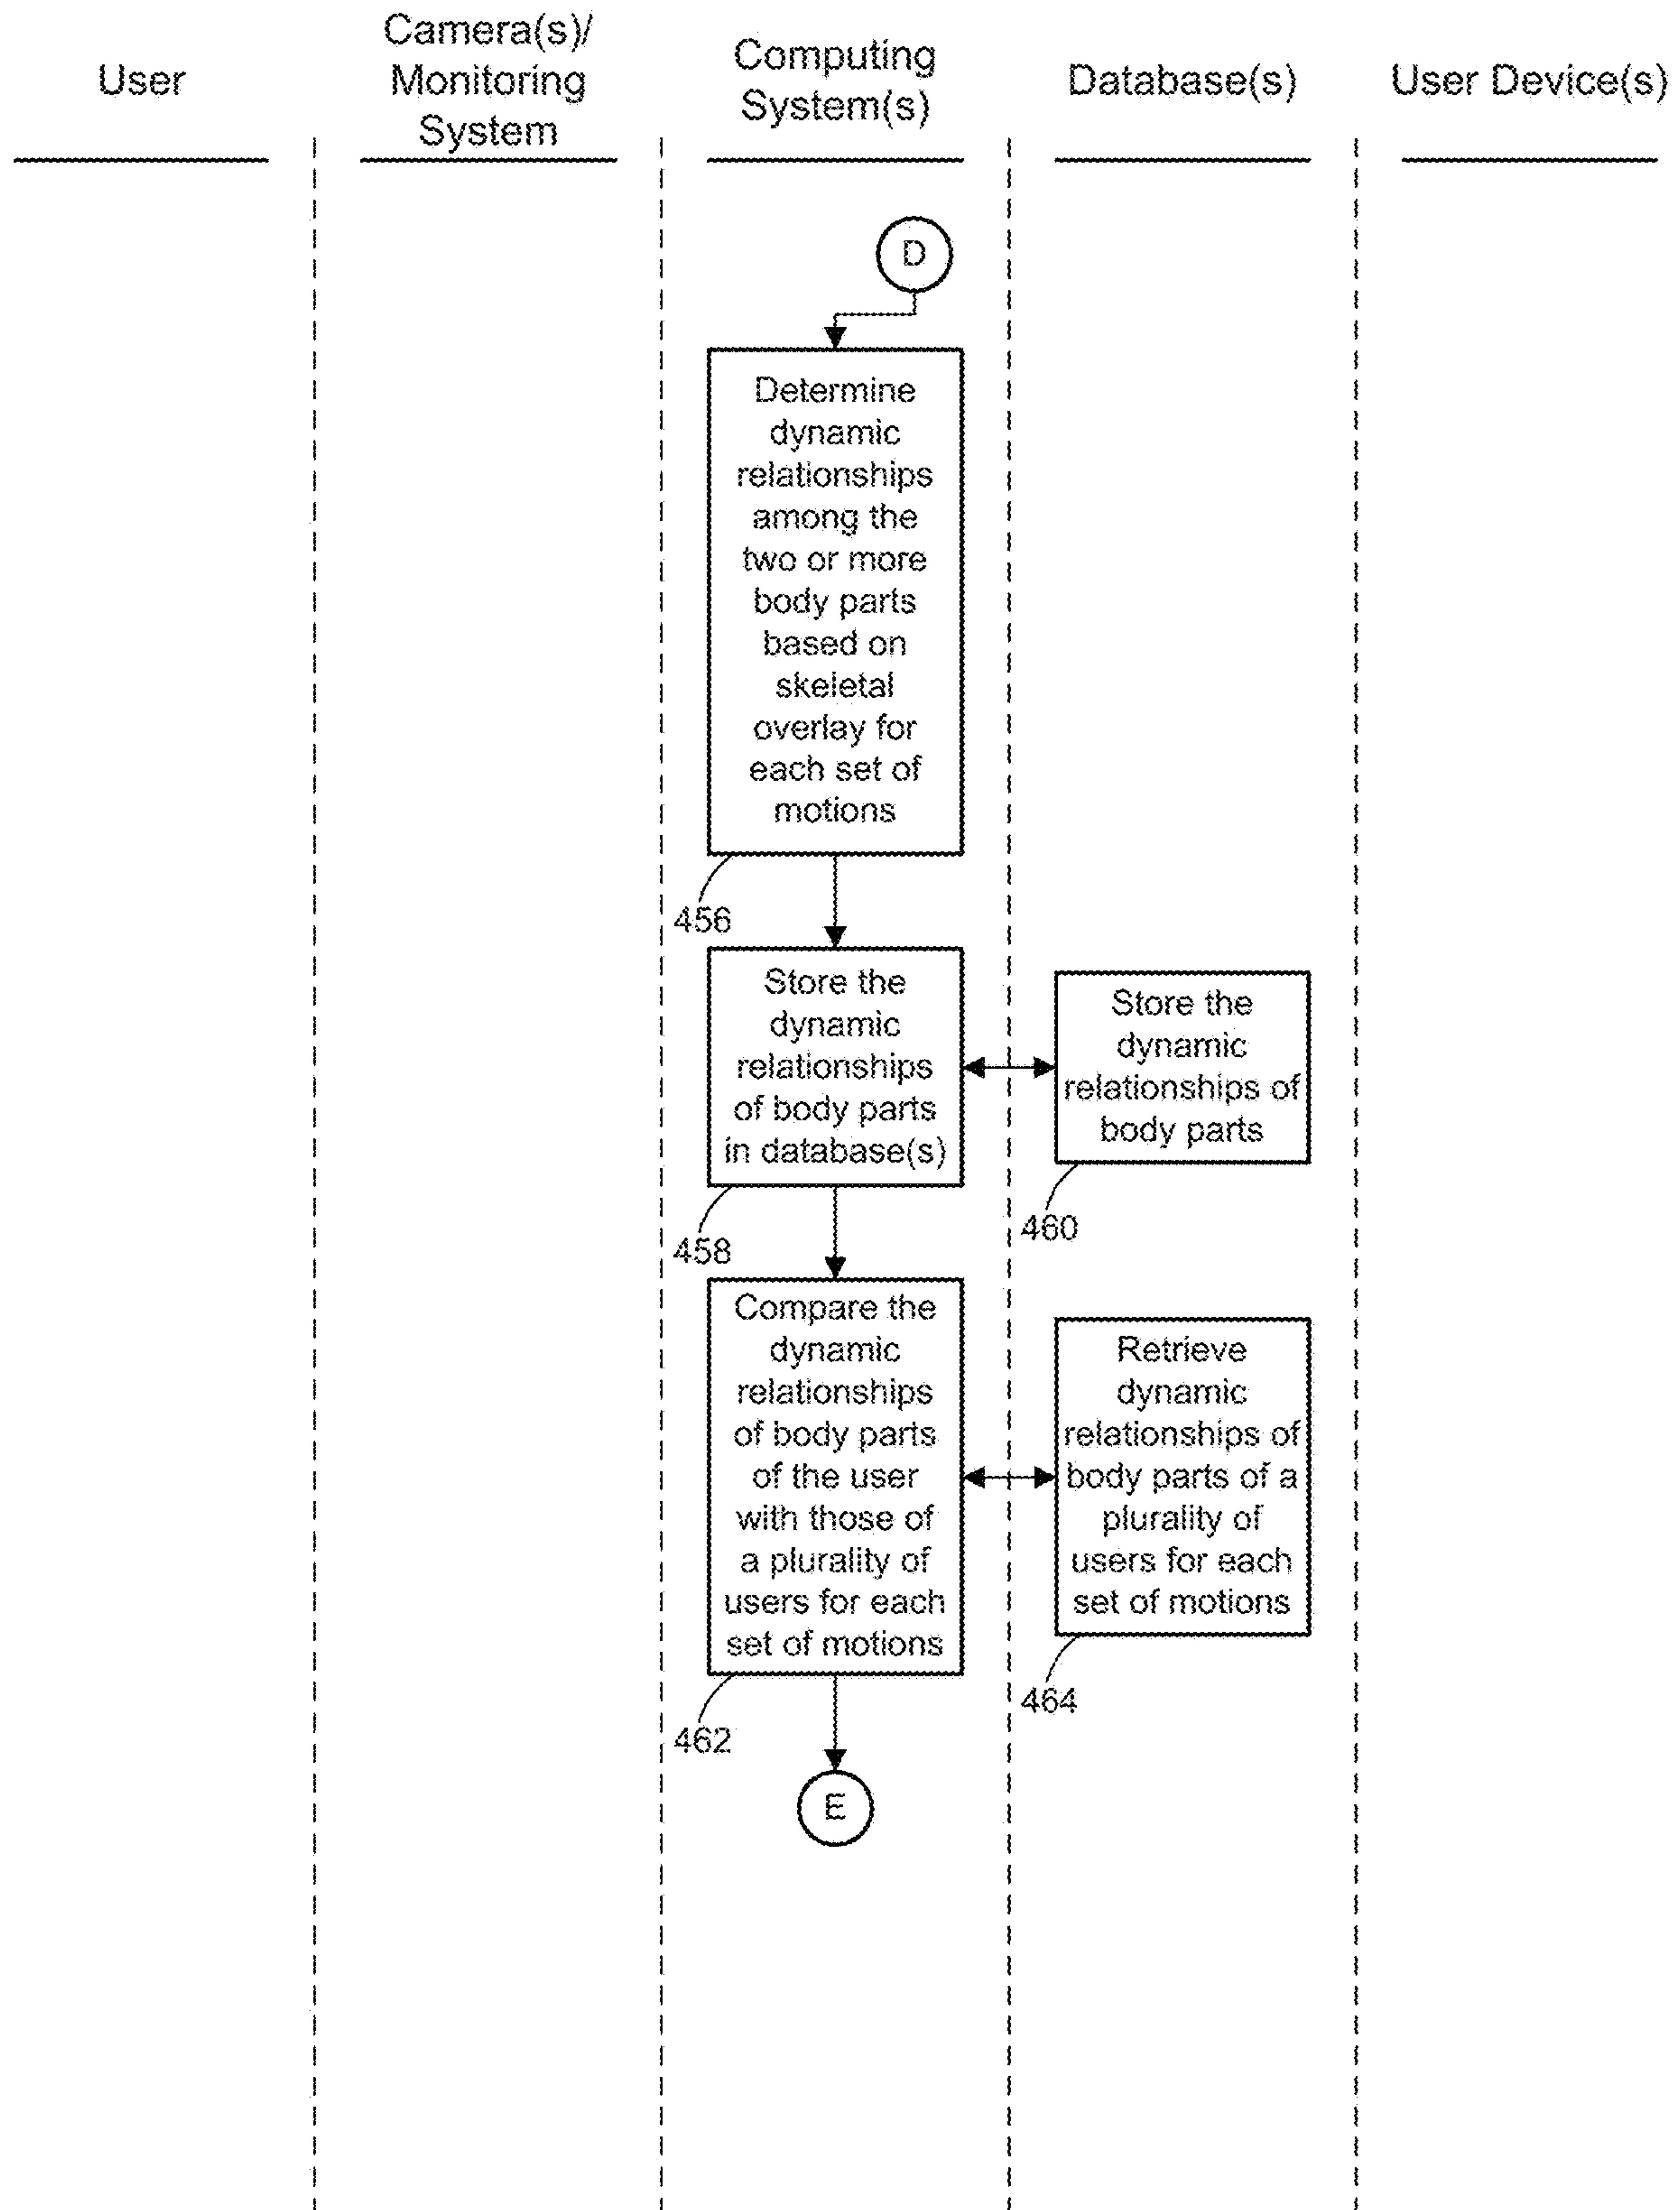 User
Camera(s)/
Monitoring
System
Computing
System(s)
Database(s)
User Device(s)
D
Determine
dynamic
relationships
among the
two or more
body parts
based on
skeletal
overlay for
each set of
motions
456
Store the
dynamic
relationships
of body parts
in database(s)
458
Store the
dynamic
relationships of
body parts
460
Compare the
dynamic
relationships
of body parts
of the user
with those of
a plurality of
users for each
set of motions
462
Retrieve
dynamic
relationships of
body parts of a
plurality of
users for each
set of motions
464
E